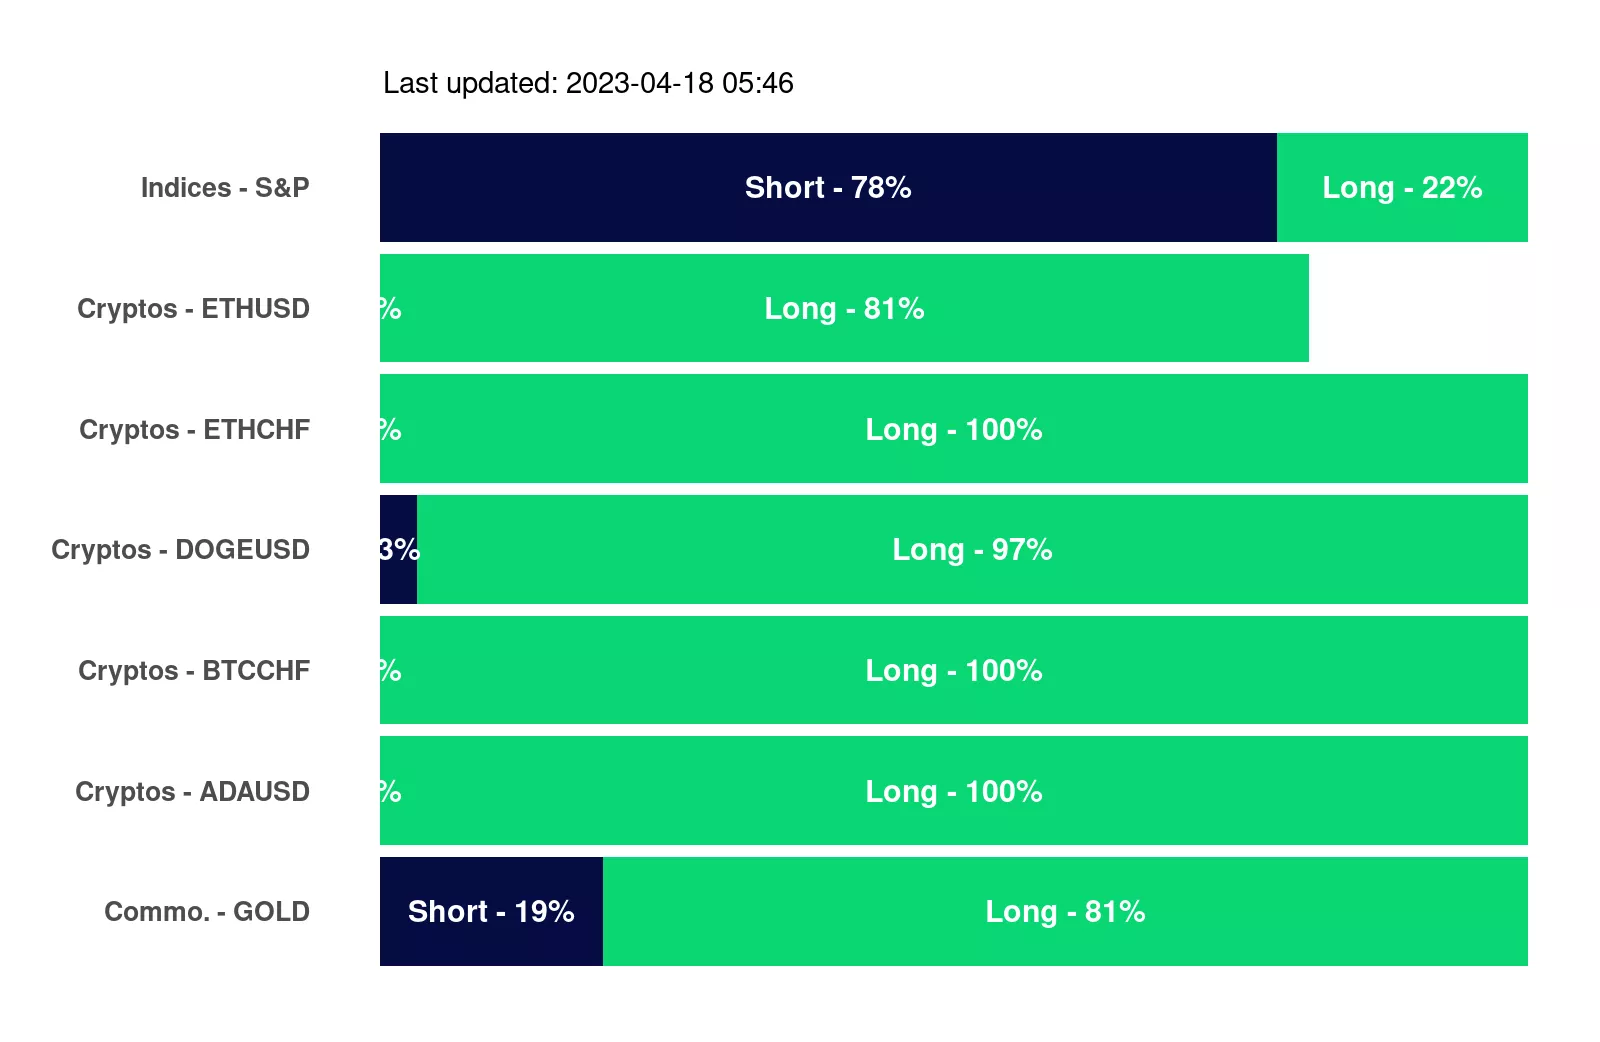 Last updated: 2023-04-18 05:46
Indices - S&P Short - 78% Long - 22%
Cryptos - ETHUSD % Long - 81%
Cryptos - ETHCHF % Long - 100%
Cryptos - DOGEUSD 3% Long - 97%
Cryptos - BTCCHF % Long - 100%
Cryptos - ADAUSD % Long - 100%
Commo. - GOLD Short - 19% Long - 81%